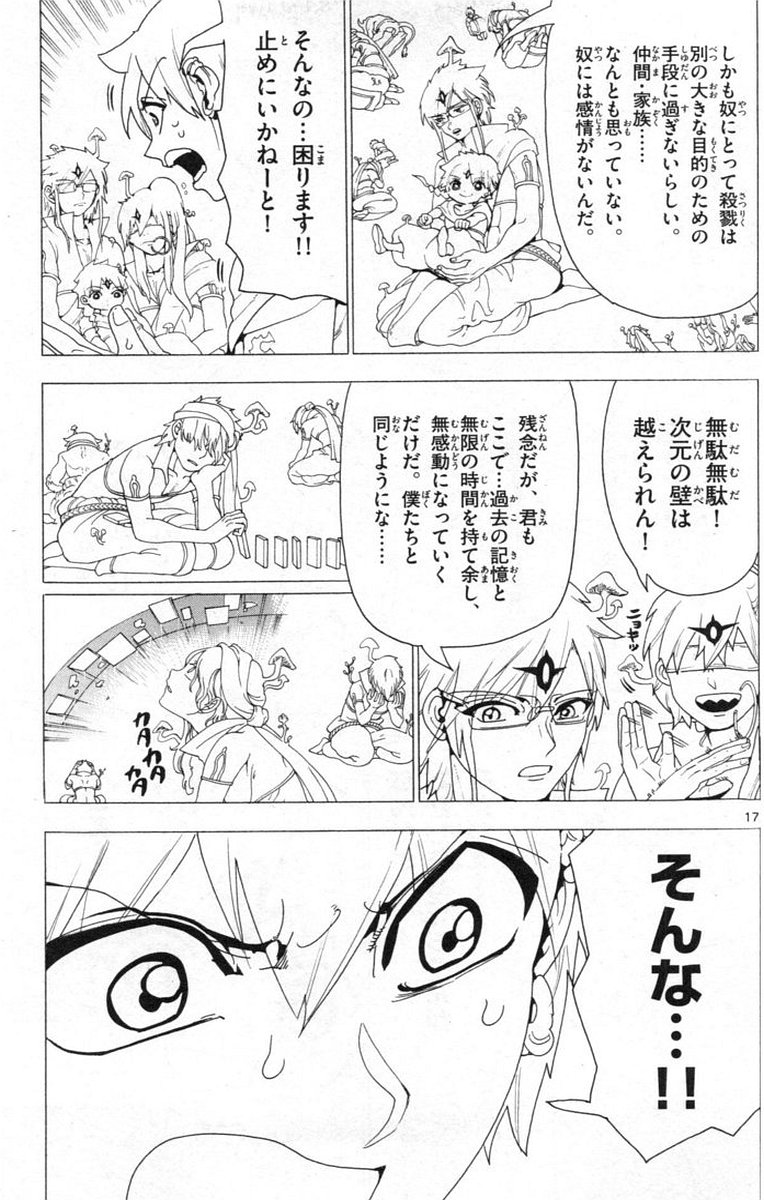 しかも奴にとって殺戮は
別の大きな目的のための
手段に過ぎないらしい。
仲間・家族……
なんとも思っていない。
奴には感情がないんだ。
そんなの…困ります!!
止めにいかねーと!
無駄無駄!
次元の壁は
越えられん!
ニョキッ
残念だが、君も
ここで…過去の記憶と
無限の時間を持て余し、
無感動になっていく
だけだ。僕たちと
同じようにな……
カタ
カタ
カタ
カタ
17
そんな…!!